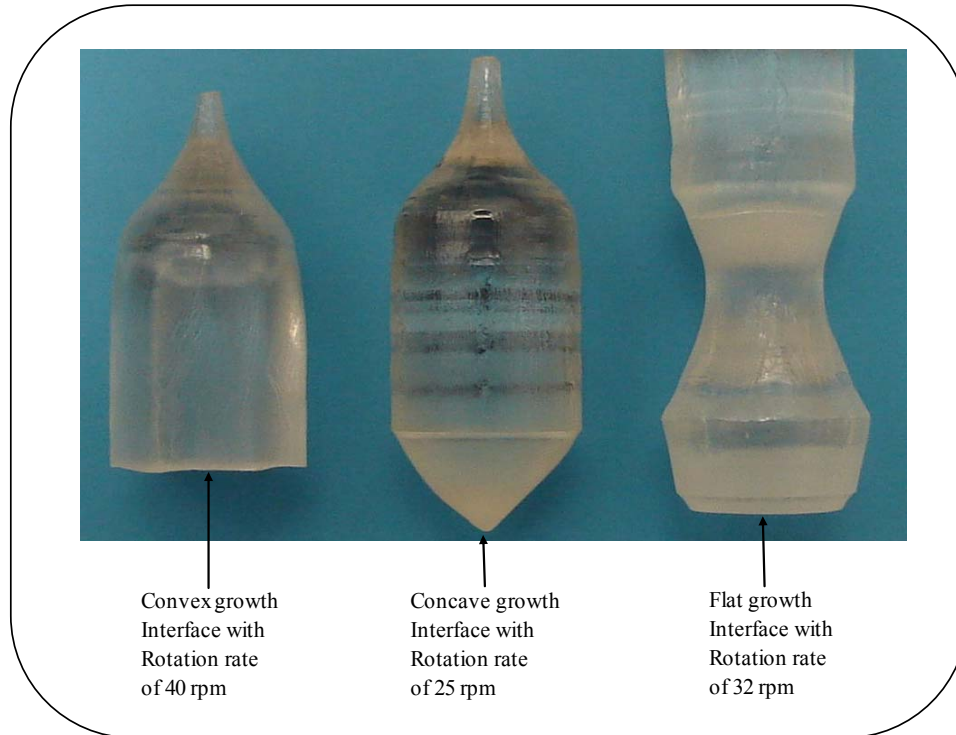 Convex growth
Interface with
Rotation rate
of 40 rpm
Concave growth
Interface with
Rotation rate
of 25 rpm
Flat growth
Interface with
Rotation rate
of 32 rpm